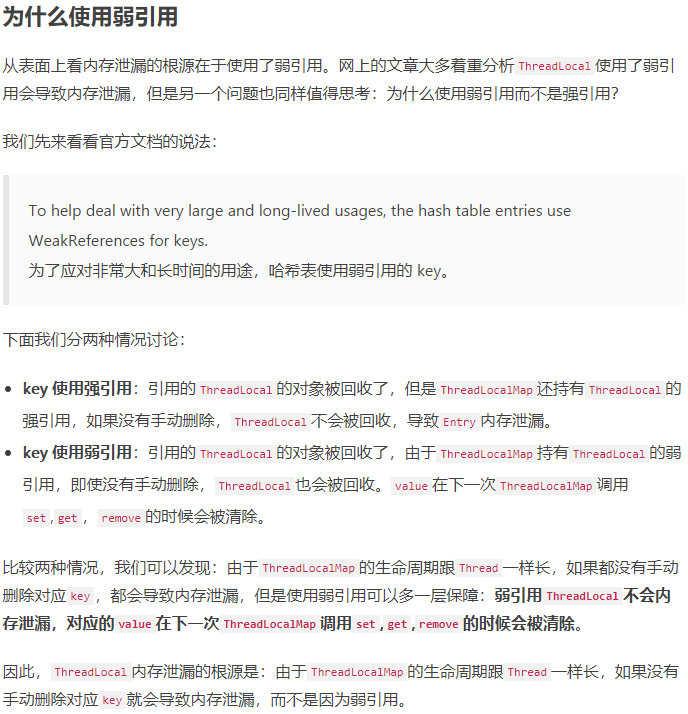 为什么使用弱引用
从表面上看内存泄漏的根源在于使用了弱引用。网上的文章大多着重分析 ThreadLocal 使用了弱引
用会导致内存泄漏，但是另一个问题也同样值得思考：为什么使用弱引用而不是强引用？
我们先来看看官方文档的说法：
To help deal with very large and long-lived usages, the hash table entries use
WeakReferences for keys.
为了应对非常大和长时间的用途，哈希表使用弱引用的 key。
下面我们分两种情况讨论：
• key 使用强引用：引用的 ThreadLocal 的对象被回收了，但是 ThreadLocalMap 还持有 ThreadLocal 的
强引用，如果没有手动删除， ThreadLocal 不会被回收，导致 Entry 内存泄漏。
• key 使用弱引用：引用的 ThreadLocal 的对象被回收了，由于 ThreadLocalMap 持有 ThreadLocal 的弱
引用，即使没有手动删除， ThreadLocal 也会被回收。 value 在下一次 ThreadLocalMap 调用
set , get ， remove 的时候会被清除。
比较两种情况，我们可以发现：由于 ThreadLocalMap 的生命周期跟 Thread 一样长，如果都没有手动
删除对应 key ，都会导致内存泄漏，但是使用弱引用可以多一层保障：弱引用 ThreadLocal 不会内
存泄漏，对应的 value 在下一次 ThreadLocalMap 调用 set , get , remove 的时候会被清除。
因此， ThreadLocal 内存泄漏的根源是：由于 ThreadLocalMap 的生命周期跟 Thread 一样长，如果没有
手动删除对应 key 就会导致内存泄漏，而不是因为弱引用。